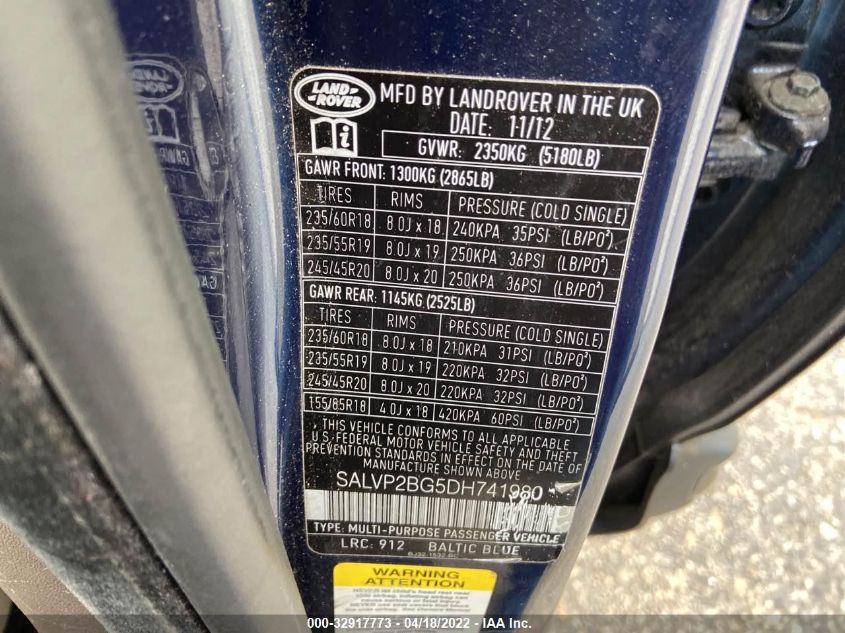 LAND-
-ROVER
MFD BY LANDROVER IN THE UK
DATE: 11/12
GVWR: 2350KG (5180LB)
GAWR FRONT: 1300KG (2865LB)
TIRES RIMS PRESSURE (COLD SINGLE)
235/60R18 8.0J x 18 240KPA 35PSI (LB/PO²)
235/55R19 8.0J x 19 250KPA 36PSI (LB/PO²)
245/45R20 8.0J x 20 250KPA 36PSI (LB/PO²)
GAWR REAR: 1145KG (2525LB)
TIRES RIMS PRESSURE (COLD SINGLE)
235/60R18 8.0J x 18 210KPA 31PSI (LB/PO²)
235/55R19 8.0J x 19 220KPA 32PSI (LB/PO²)
245/45R20 8.0J x 20 220KPA 32PSI (LB/PO²)
155/85R18 4.0J x 18 420KPA 60PSI (LB/PO²)
THIS VEHICLE CONFORMS TO ALL APPLICABLE
U.S. FEDERAL MOTOR VEHICLE SAFETY AND THEFT
PREVENTION STANDARDS IN EFFECT ON THE DATE OF
MANUFACTURE SHOWN ABOVE
SALVP2BG5DH741980
TYPE: MULTI-PURPOSE PASSENGER VEHICLE
LRC: 912 BALTIC BLUE
WARNING
ATTENTION
000-32917773 - 04/18/2022 - IAA Inc.